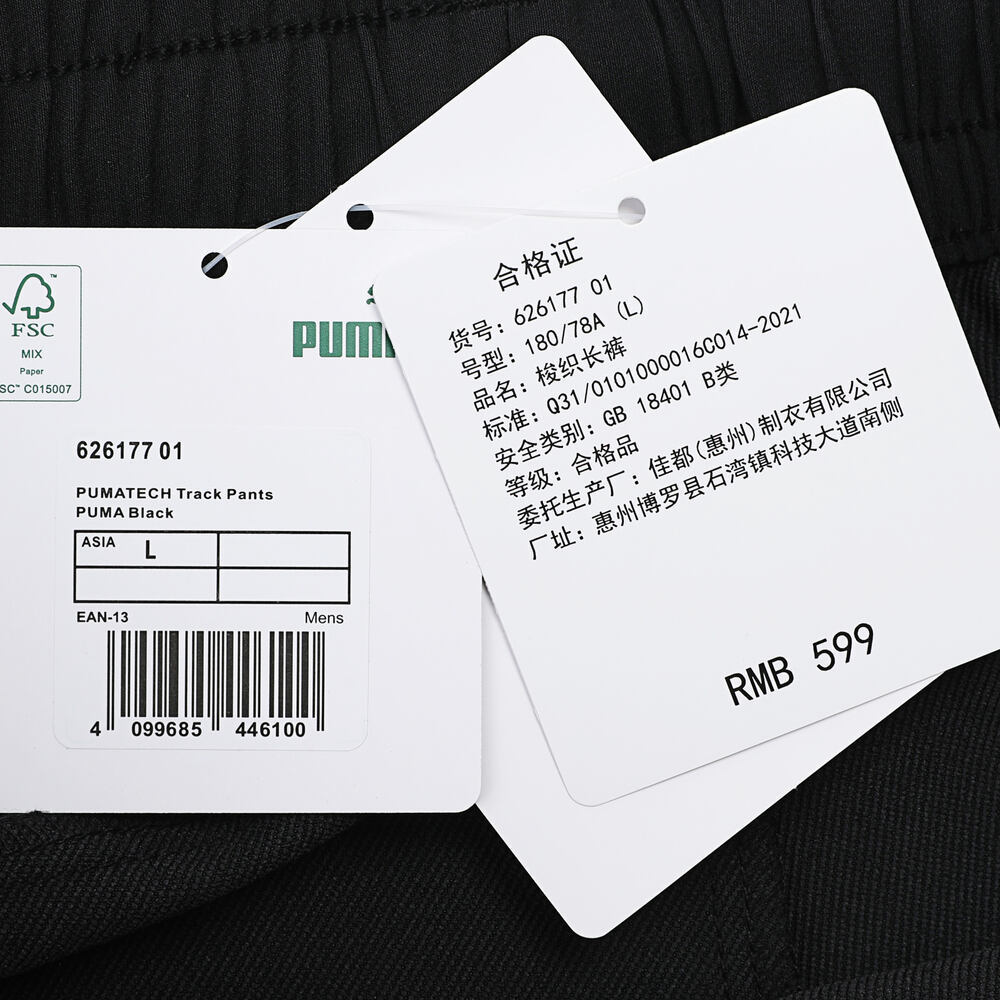 ™
FSC
MIX
Paper
SC™ C015007
PUM
626177 01
PUMATECH Track Pants
PUMA Black
ASIA L
EAN-13 Mens
4 099685 446100
合格证
货号：626177 01
号型：180/78A (L)
品名：梭织长裤
标准：Q31/0101000016C014-2021
安全类别：GB 18401 B类
等级：合格品
委托生产厂：佳都(惠州)制衣有限公司
厂址：惠州博罗县石湾镇科技大道南侧
RMB 599